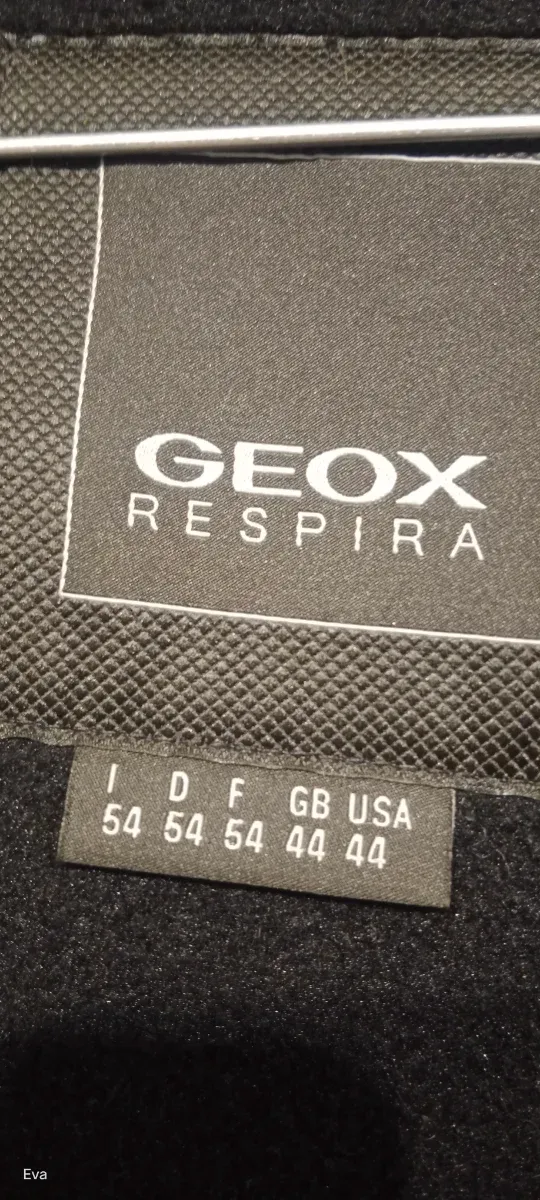 GEOX
RESPIRA
I D F GB USA
54 54 54 44 44
Eva